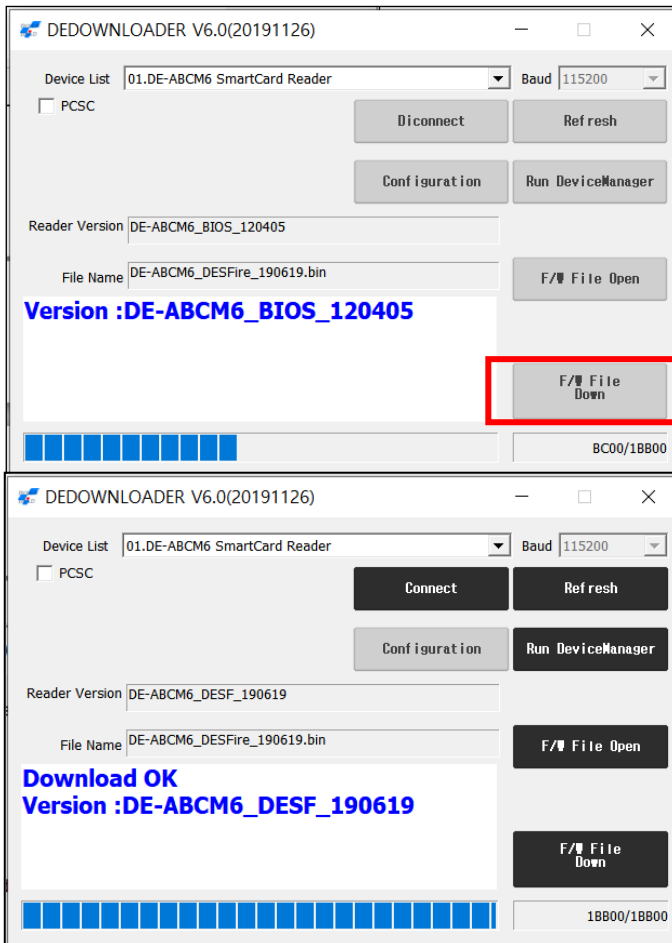 DEDOWNLOADER V6.0(20191126)
Device List 01.DE-ABCM6 SmartCard Reader Baud 115200
PCSC
Diconnect Refresh
Configuration Run DeviceManager
Reader Version DE-ABCM6_BIOS_120405
File Name DE-ABCM6_DESFire_190619.bin F/W File Open
Version :DE-ABCM6_BIOS_120405
F/W File
Down
BC00/1BB00
DEDOWNLOADER V6.0(20191126)
Device List 01.DE-ABCM6 SmartCard Reader Baud 115200
PCSC
Connect Refresh
Configuration Run DeviceManager
Reader Version DE-ABCM6_DESF_190619
File Name DE-ABCM6_DESFire_190619.bin F/W File Open
Download OK
Version :DE-ABCM6_DESF_190619
F/W File
Down
1BB00/1BB00